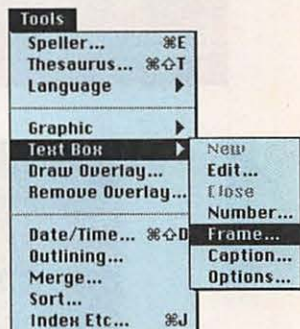 Tools
Speller... ⌘E
Thesaurus... ⌘⇧T
Language ▶
Graphic ▶
Text Box ▶
Draw Overlay...
Remove Overlay...
Date/Time... ⌘⇧D
Outlining...
Merge...
Sort...
Index Etc... ⌘J
New
Edit...
Close
Number...
Frame...
Caption...
Options...